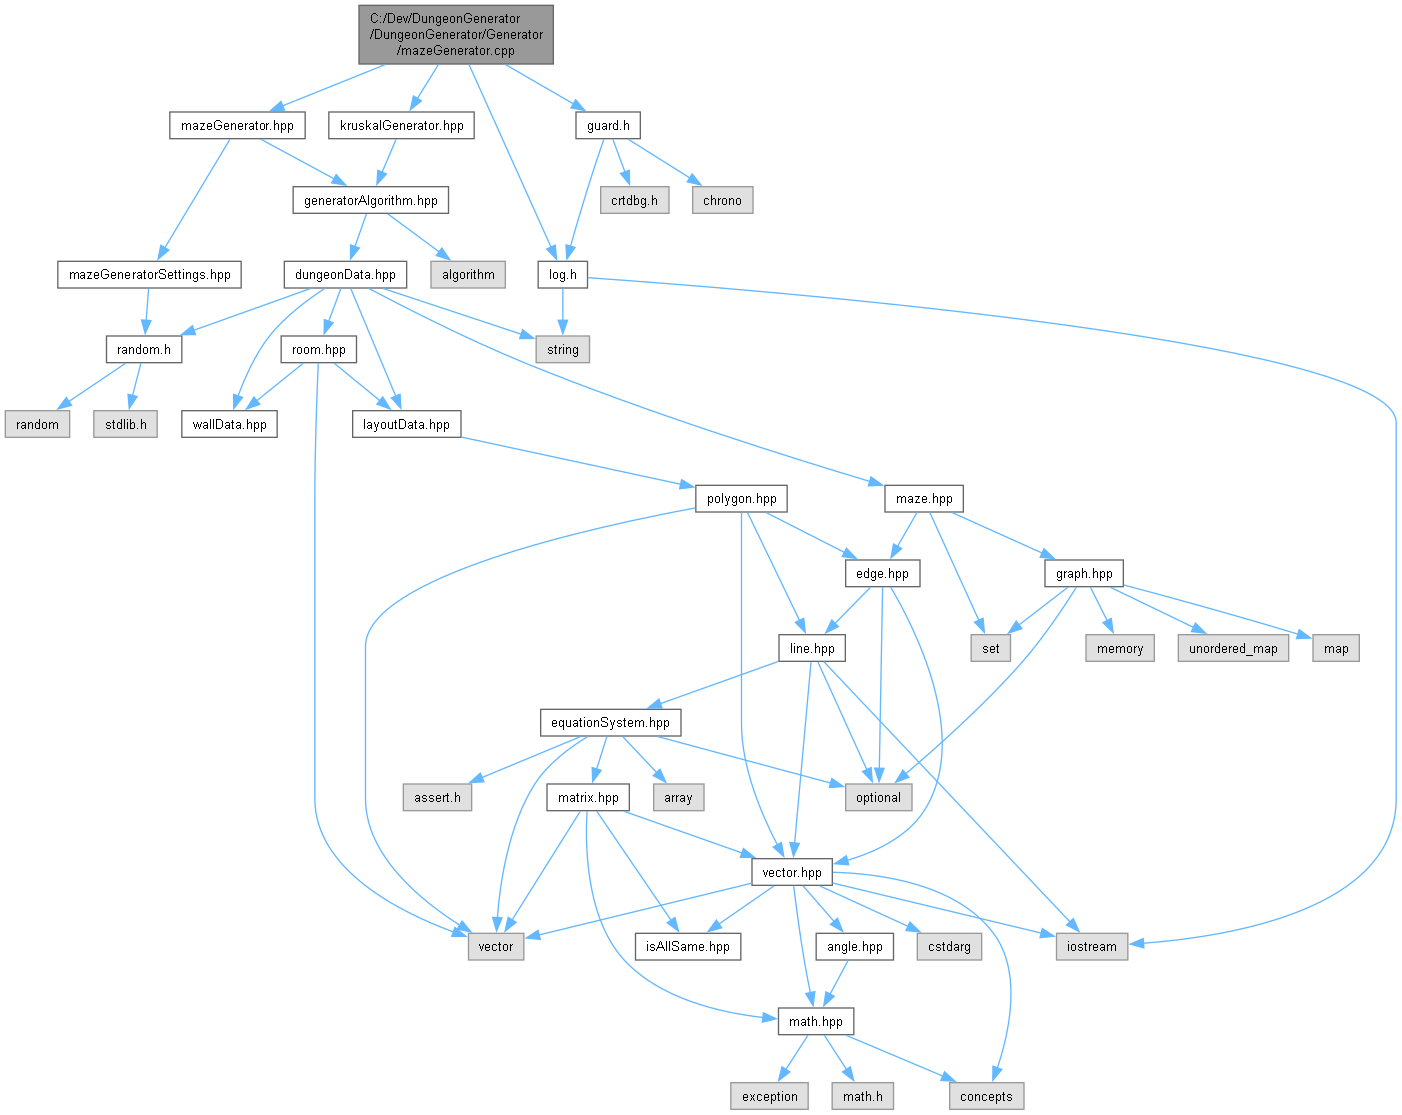 C:/Dev/DungeonGenerator
/DungeonGenerator/Generator
/mazeGenerator.cpp
mazeGenerator.hpp
kruskalGenerator.hpp
guard.h
generatorAlgorithm.hpp
crtdbg.h
chrono
mazeGeneratorSettings.hpp
dungeonData.hpp
algorithm
log.h
random.h
room.hpp
string
random
stdlib.h
wallData.hpp
layoutData.hpp
polygon.hpp
maze.hpp
edge.hpp
graph.hpp
line.hpp
set
memory
unordered_map
map
equationSystem.hpp
assert.h
matrix.hpp
array
optional
vector.hpp
vector
isAllSame.hpp
angle.hpp
cstdarg
iostream
math.hpp
exception
math.h
concepts